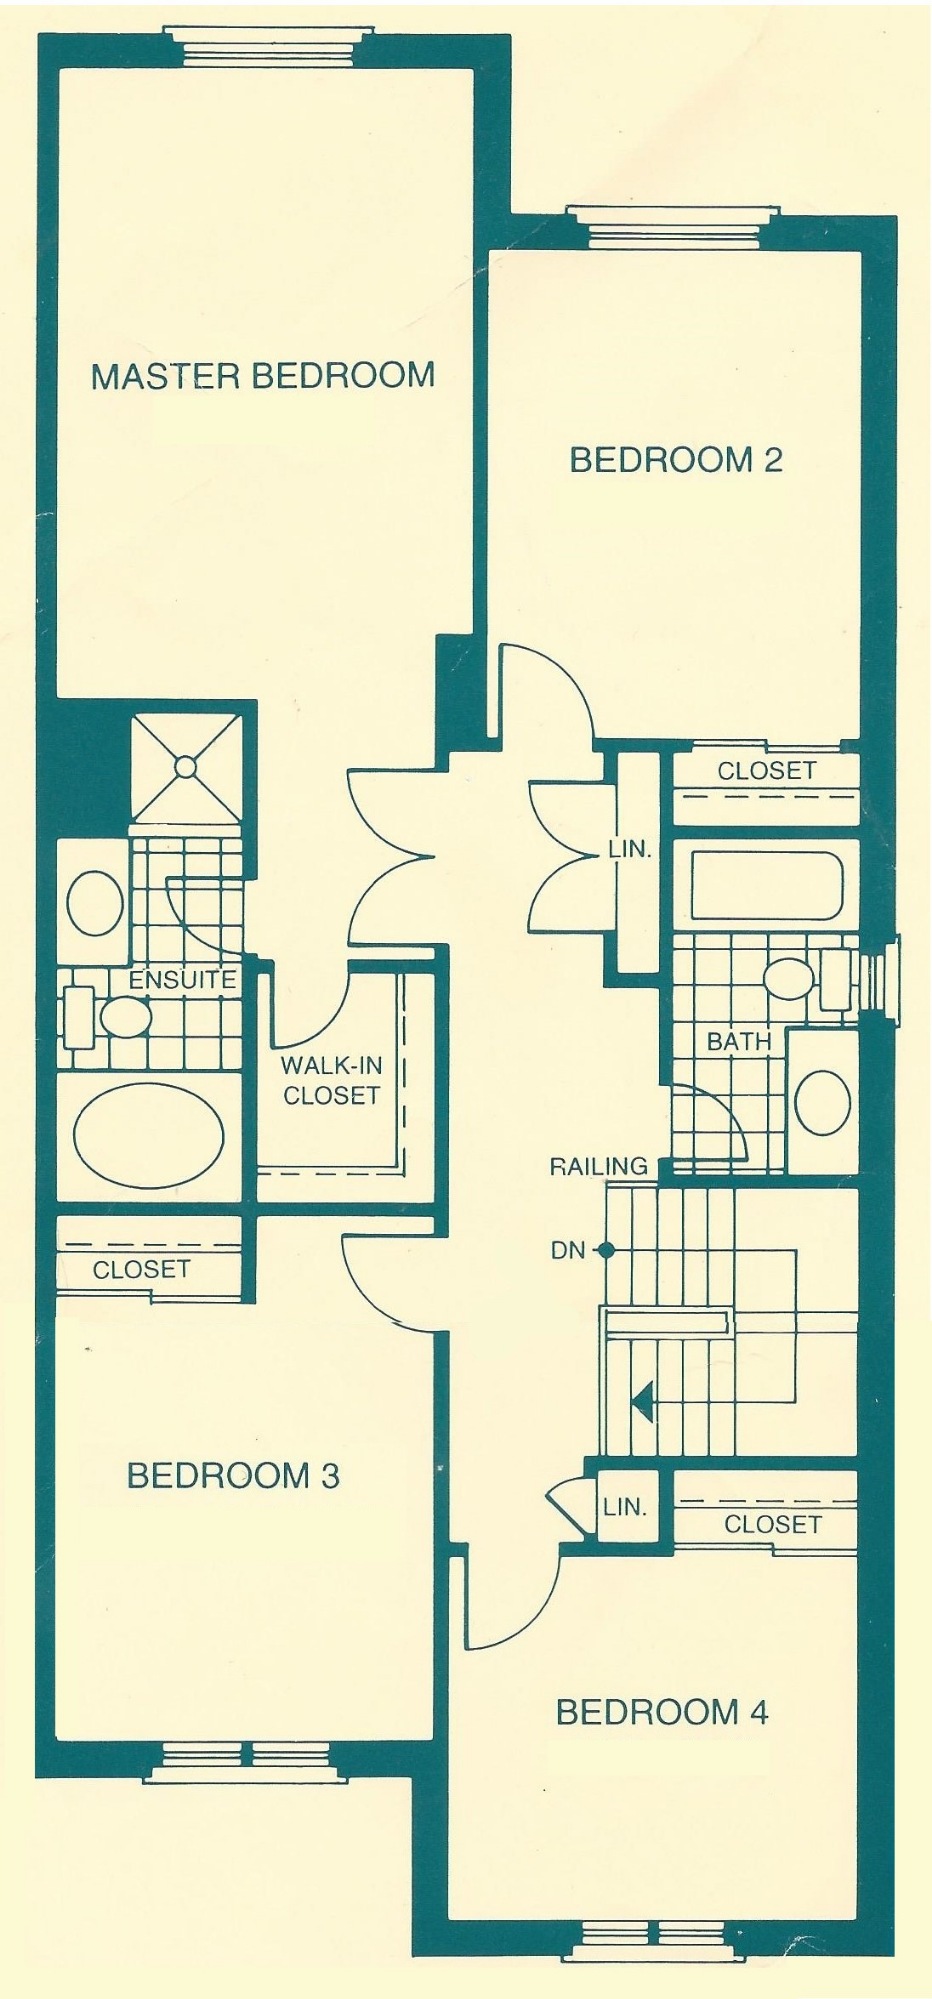 MASTER BEDROOM
BEDROOM 2
CLOSET
LIN.
ENSUITE
BATH
WALK-IN
CLOSET
RAILING
DN
CLOSET
BEDROOM 3
LIN.
CLOSET
BEDROOM 4